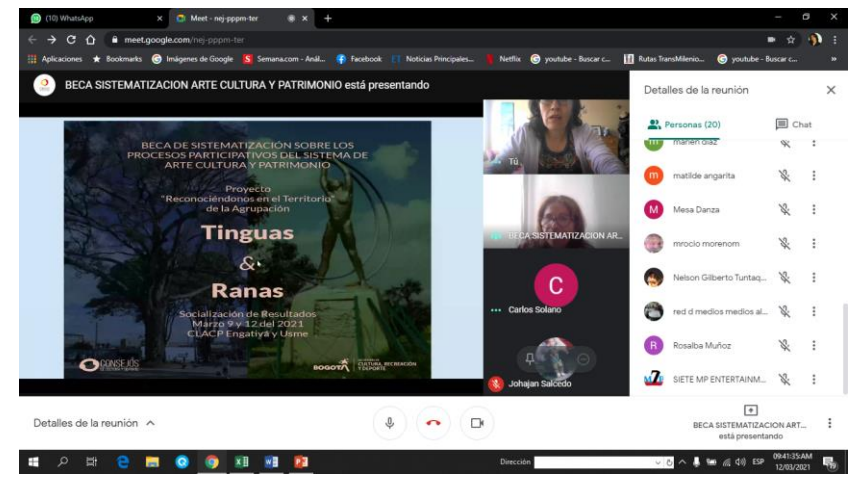 (10) WhatsApp
Meet - nej-pppm-ter
meet.google.com/nej-pppm-ter
Aplicaciones
Bookmarks
Imágenes de Google
Semana.com - Anál...
Facebook
Noticias Principales...
Netflix
youtube - Buscar c...
Rutas TransMilenio...
youtube - Buscar c...
BECA SISTEMATIZACION ARTE CULTURA Y PATRIMONIO está presentando
BECA DE SISTEMATIZACIÓN SOBRE LOS
PROCESOS PARTICIPATIVOS DEL SISTEMA DE
ARTE CULTURA Y PATRIMONIO
Proyecto
"Reconociéndonos en el Territorio"
de la Agrupación
Tinguas
&
Ranas
Socialización de Resultados
Marzo 9 y 12 del 2021
CLACP Engativá y Usme
CONSEJOS
BOGOTÁ
CULTURA, RECREACIÓN
Y DEPORTE
Tú
BECA SISTEMATIZACION AR...
C
Carlos Solano
Johajan Salcedo
Detalles de la reunión
Personas (20)
Chat
marlen diaz
m
matilde angarita
M
Mesa Danza
mrocio morenom
Nelson Gilberto Tuntaq...
red d medios medios al...
R
Rosalba Muñoz
SIETE MP ENTERTAINM...
Detalles de la reunión
BECA SISTEMATIZACION ART...
está presentando
Dirección
ESP
09:41:35 AM
12/03/2021